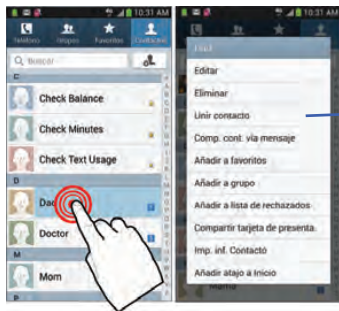 10:31 AM
Teléfono Grupos Favoritos Contactos
Buscar
C
Check Balance
Check Minutes
Check Text Usage
D
Dad
Doctor
M
Mom
P
10:31 AM
Dad
Editar
Eliminar
Unir contacto
Comp. cont. vía mensaje
Añadir a favoritos
Añadir a grupo
Añadir a lista de rechazados
Compartir tarjeta de presenta.
Imp. inf. Contacto
Añadir atajo a Inicio